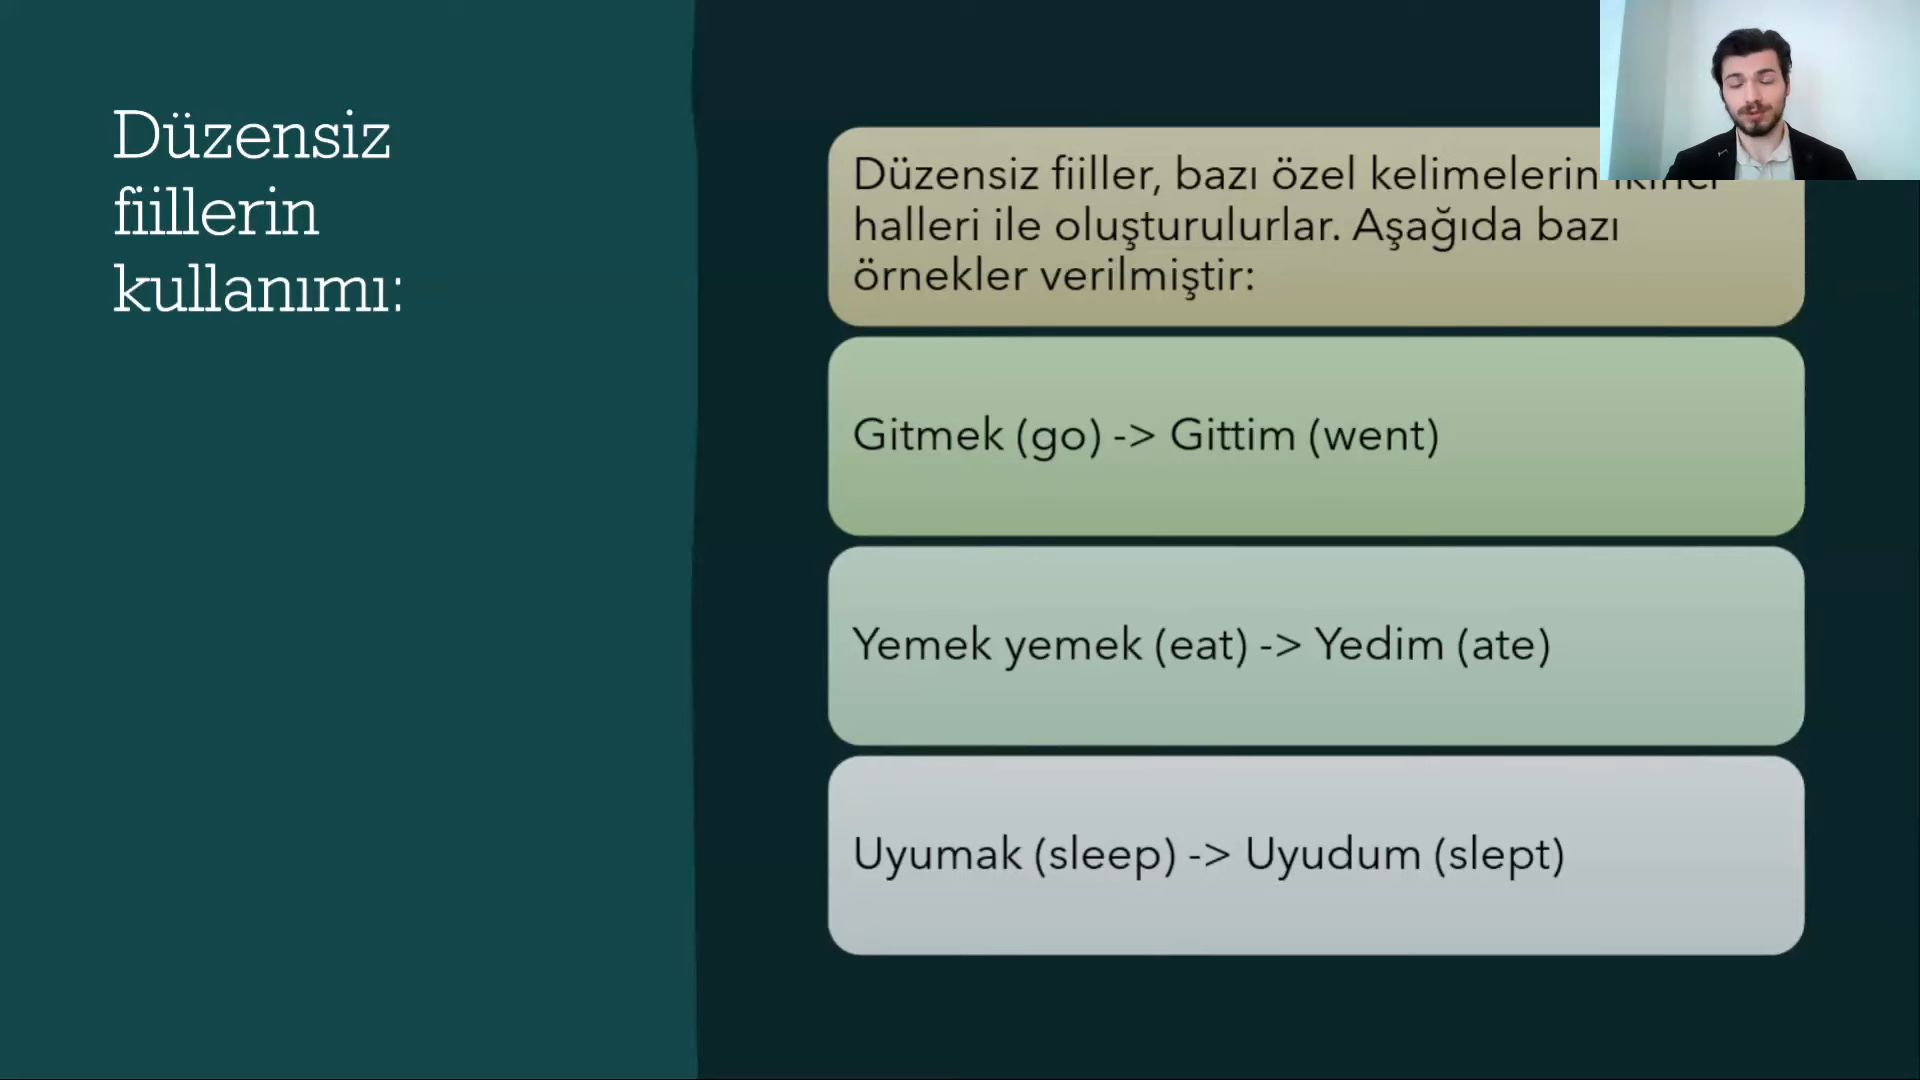 Düzensiz
fiillerin
kullanımı:
Düzensiz fiiller, bazı özel kelimelerin
halleri ile oluşturulurlar. Aşağıda bazı
örnekler verilmiştir:
Gitmek (go) -> Gittim (went)
Yemek yemek (eat) -> Yedim (ate)
Uyumak (sleep) -> Uyudum (slept)